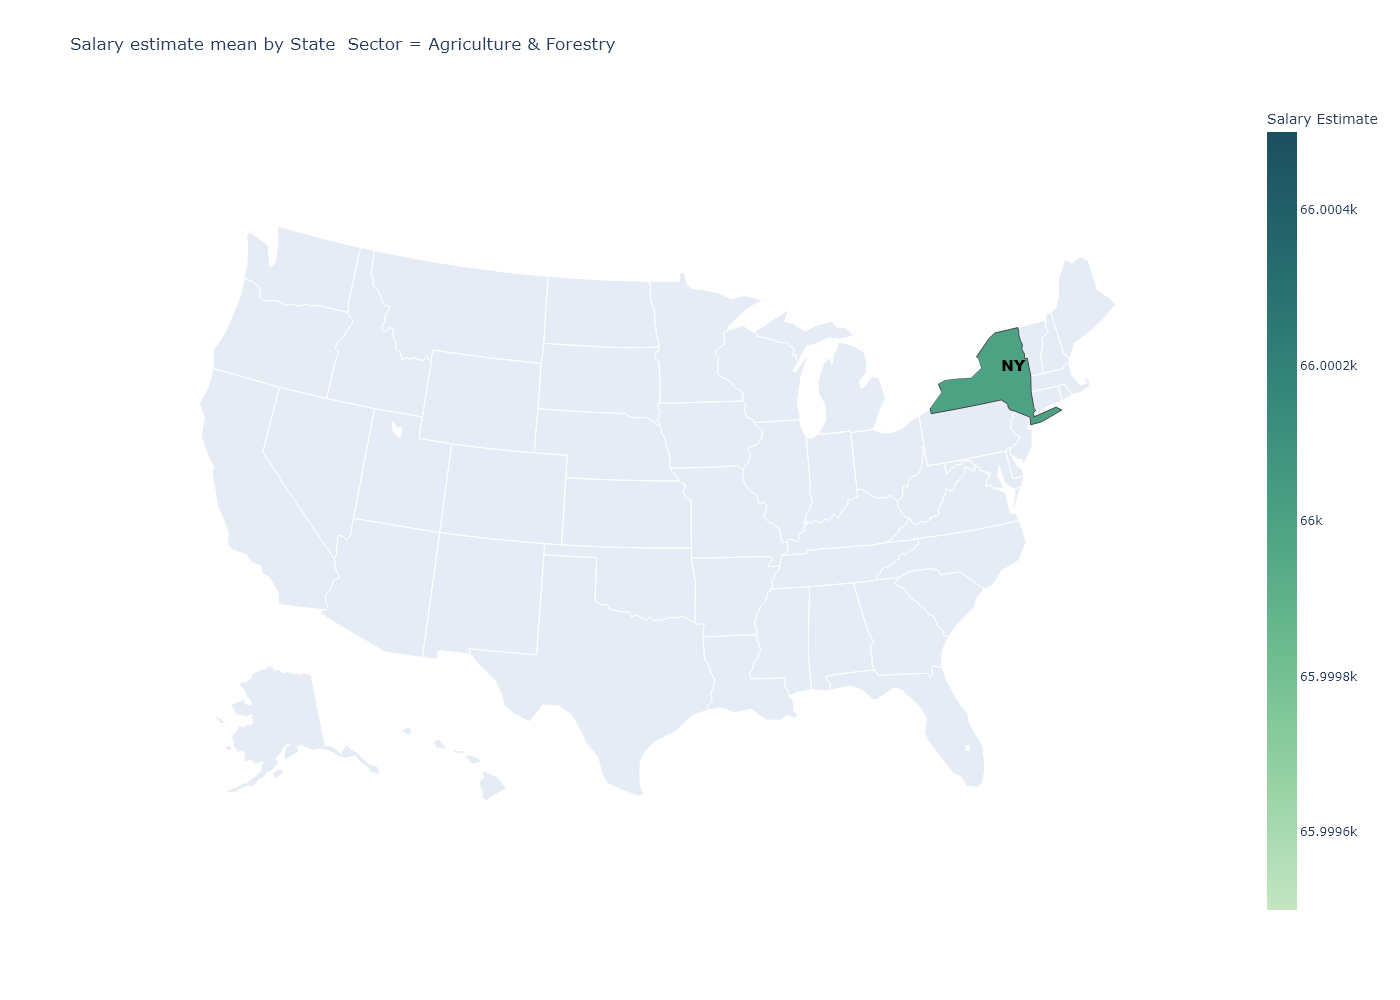 Salary estimate mean by State  Sector = Agriculture & Forestry
Salary Estimate
66.0004k
66.0002k
66k
65.9998k
65.9996k
NY